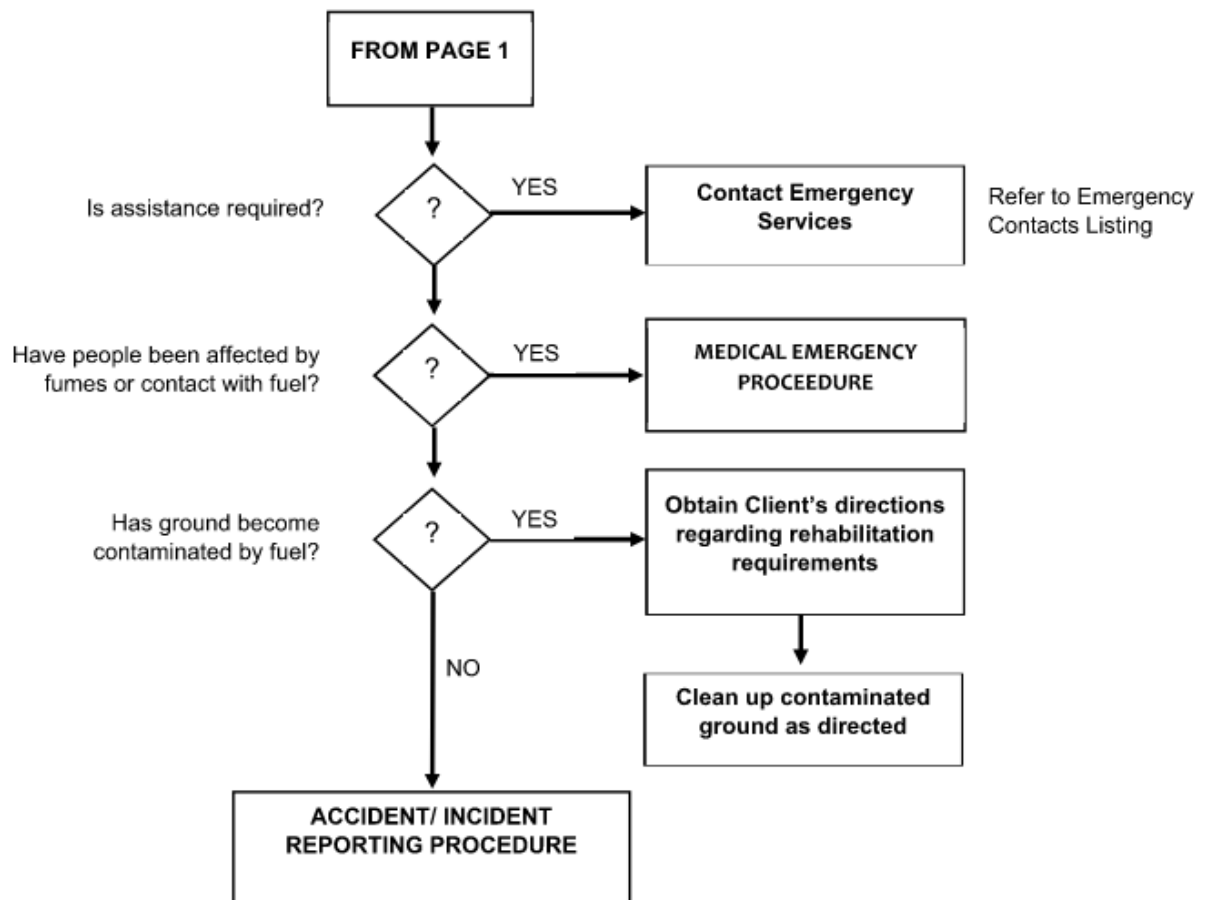 FROM PAGE 1
Is assistance required?
?
YES
Contact Emergency
Services
Refer to Emergency
Contacts Listing
Have people been affected by
fumes or contact with fuel?
?
YES
MEDICAL EMERGENCY
PROCEEDURE
Has ground become
contaminated by fuel?
?
YES
Obtain Client’s directions
regarding rehabilitation
requirements
NO
Clean up contaminated
ground as directed
ACCIDENT/ INCIDENT
REPORTING PROCEDURE